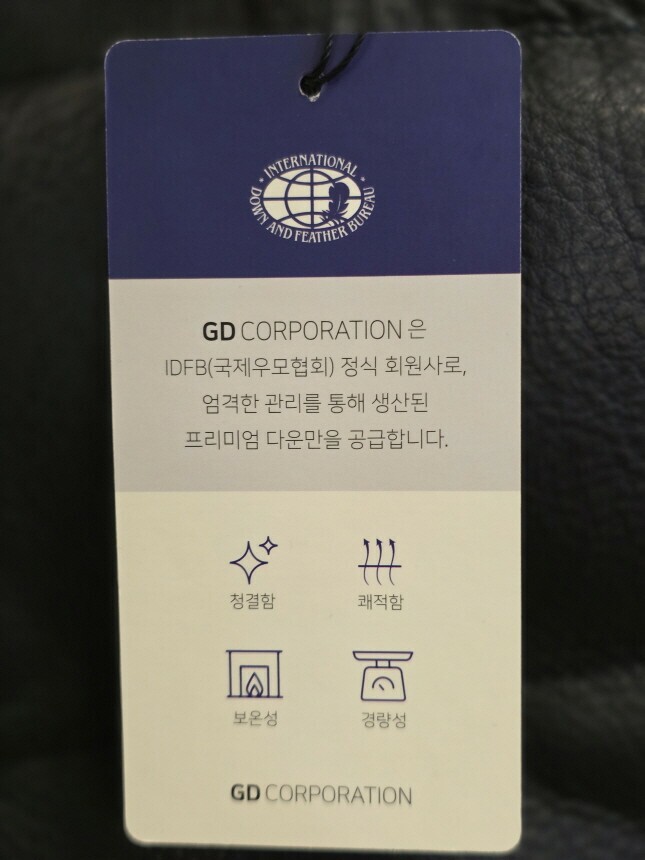 INTERNATIONAL
DOWN AND FEATHER BUREAU
GD CORPORATION 은
IDFB(국제우모협회) 정식 회원사로,
엄격한 관리를 통해 생산된
프리미엄 다운만을 공급합니다.
청결함 쾌적함
보온성 경량성
GD CORPORATION